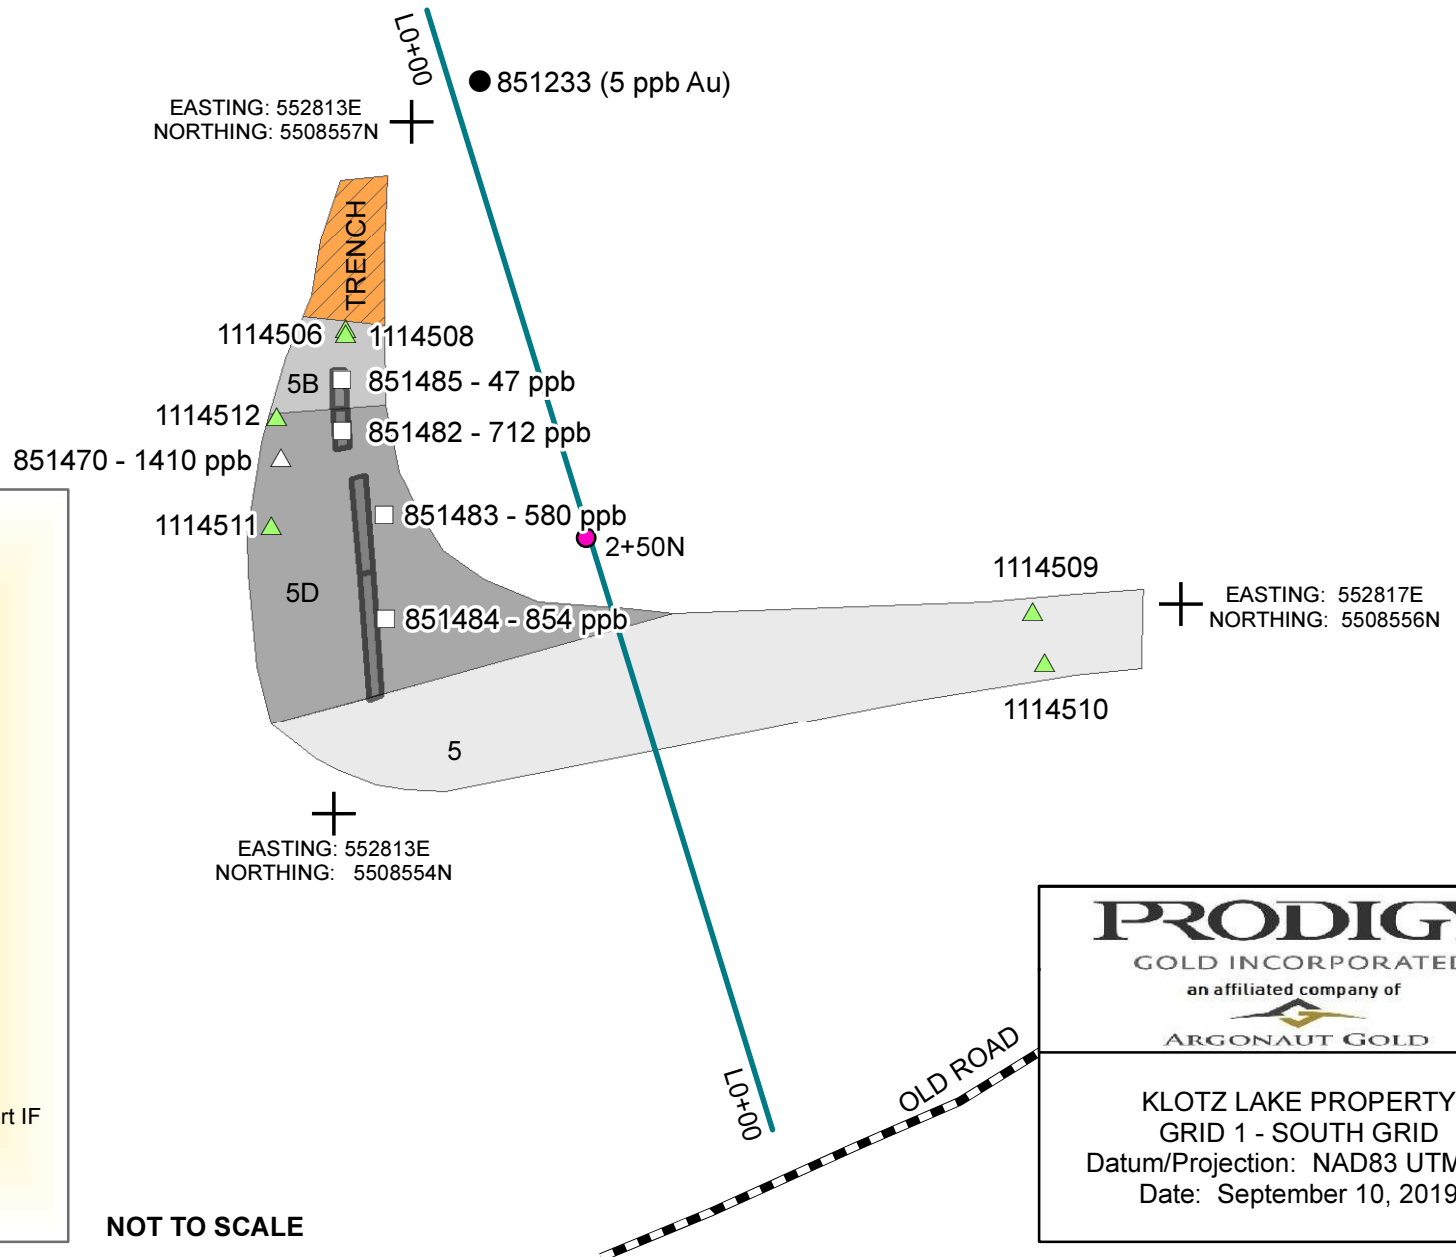 L0+00
851233 (5 ppb Au)
EASTING: 552813E
NORTHING: 5508557N
TRENCH
1114506
1114508
5B
851485 - 47 ppb
1114512
851482 - 712 ppb
851470 - 1410 ppb
851483 - 580 ppb
1114511
2+50N
1114509
5D
EASTING: 552817E
NORTHING: 5508556N
851484 - 854 ppb
1114510
5
EASTING: 552813E
NORTHING: 5508554N
PRODIG
GOLD INCORPORATED
an affiliated company of
ARGONAUT GOLD
OLD ROAD
L0+00
rt IF
KLOTZ LAKE PROPERTY
GRID 1 - SOUTH GRID
Datum/Projection: NAD83 UTM
Date: September 10, 2019
NOT TO SCALE